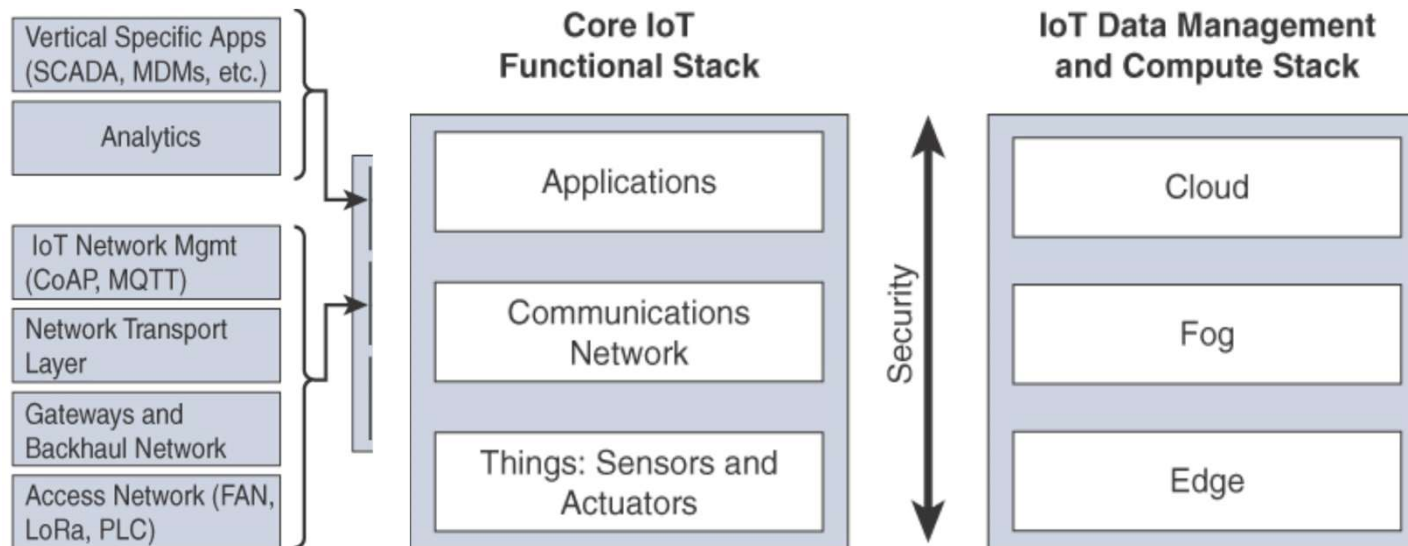 Vertical Specific Apps
(SCADA, MDMs, etc.)
Analytics
IoT Network Mgmt
(CoAP, MQTT)
Network Transport
Layer
Gateways and
Backhaul Network
Access Network (FAN,
LoRa, PLC)
Core IoT
Functional Stack
Applications
Communications
Network
Things: Sensors and
Actuators
Security
IoT Data Management
and Compute Stack
Cloud
Fog
Edge